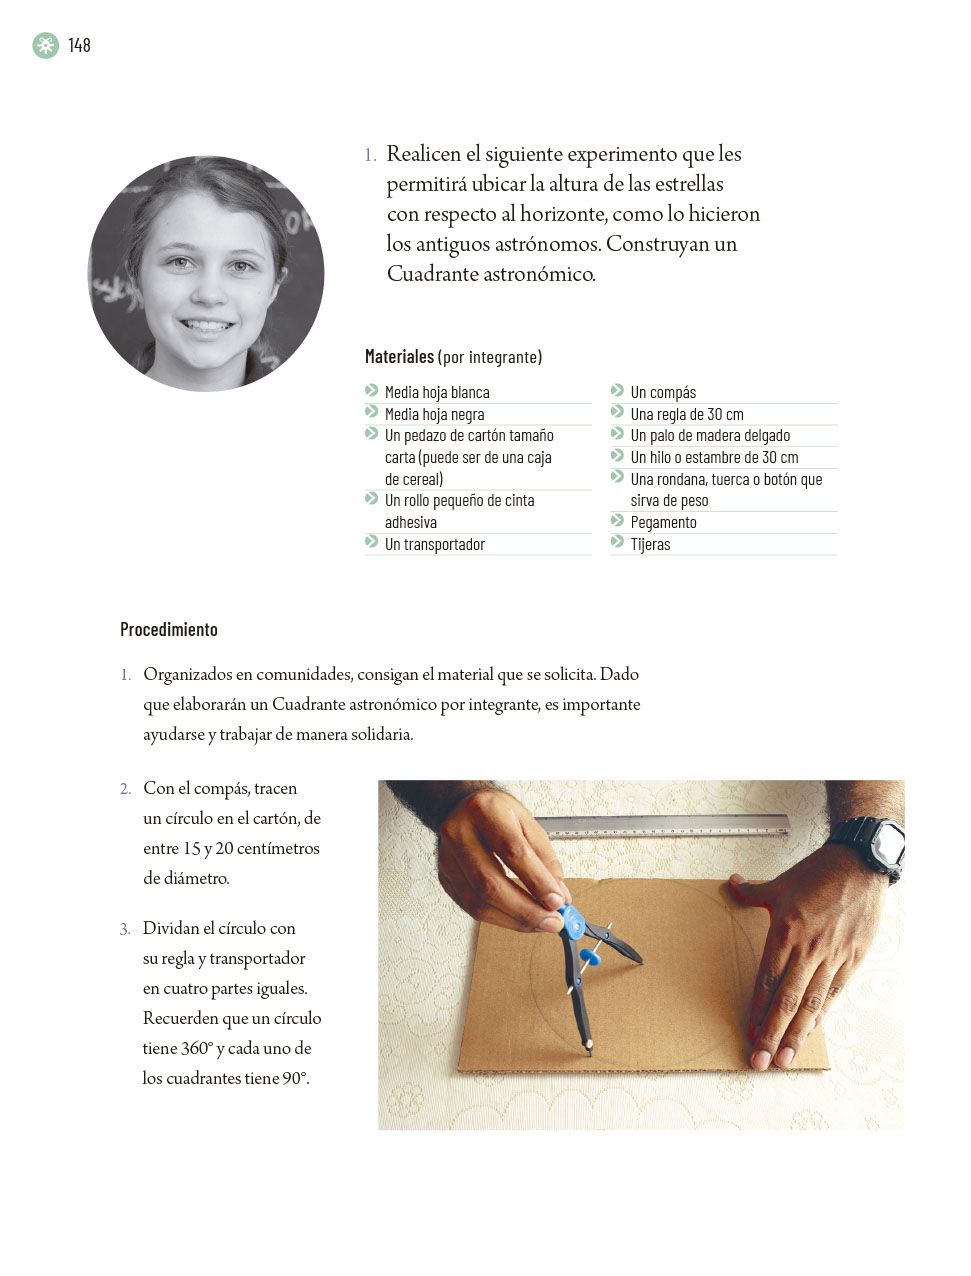 148
1. Realicen el siguiente experimento que les
permitirá ubicar la altura de las estrellas
con respecto al horizonte, como lo hicieron
los antiguos astrónomos. Construyan un
Cuadrante astronómico.
Materiales (por integrante)
Media hoja blanca
Media hoja negra
Un pedazo de cartón tamaño
carta (puede ser de una caja
de cereal)
Un rollo pequeño de cinta
adhesiva
Un transportador
Un compás
Una regla de 30 cm
Un palo de madera delgado
Un hilo o estambre de 30 cm
Una rondana, tuerca o botón que
sirva de peso
Pegamento
Tijeras
Procedimiento
1. Organizados en comunidades, consigan el material que se solicita. Dado
que elaborarán un Cuadrante astronómico por integrante, es importante
ayudarse y trabajar de manera solidaria.
2. Con el compás, tracen
un círculo en el cartón, de
entre 15 y 20 centímetros
de diámetro.
3. Dividan el círculo con
su regla y transportador
en cuatro partes iguales.
Recuerden que un círculo
tiene 360° y cada uno de
los cuadrantes tiene 90°.